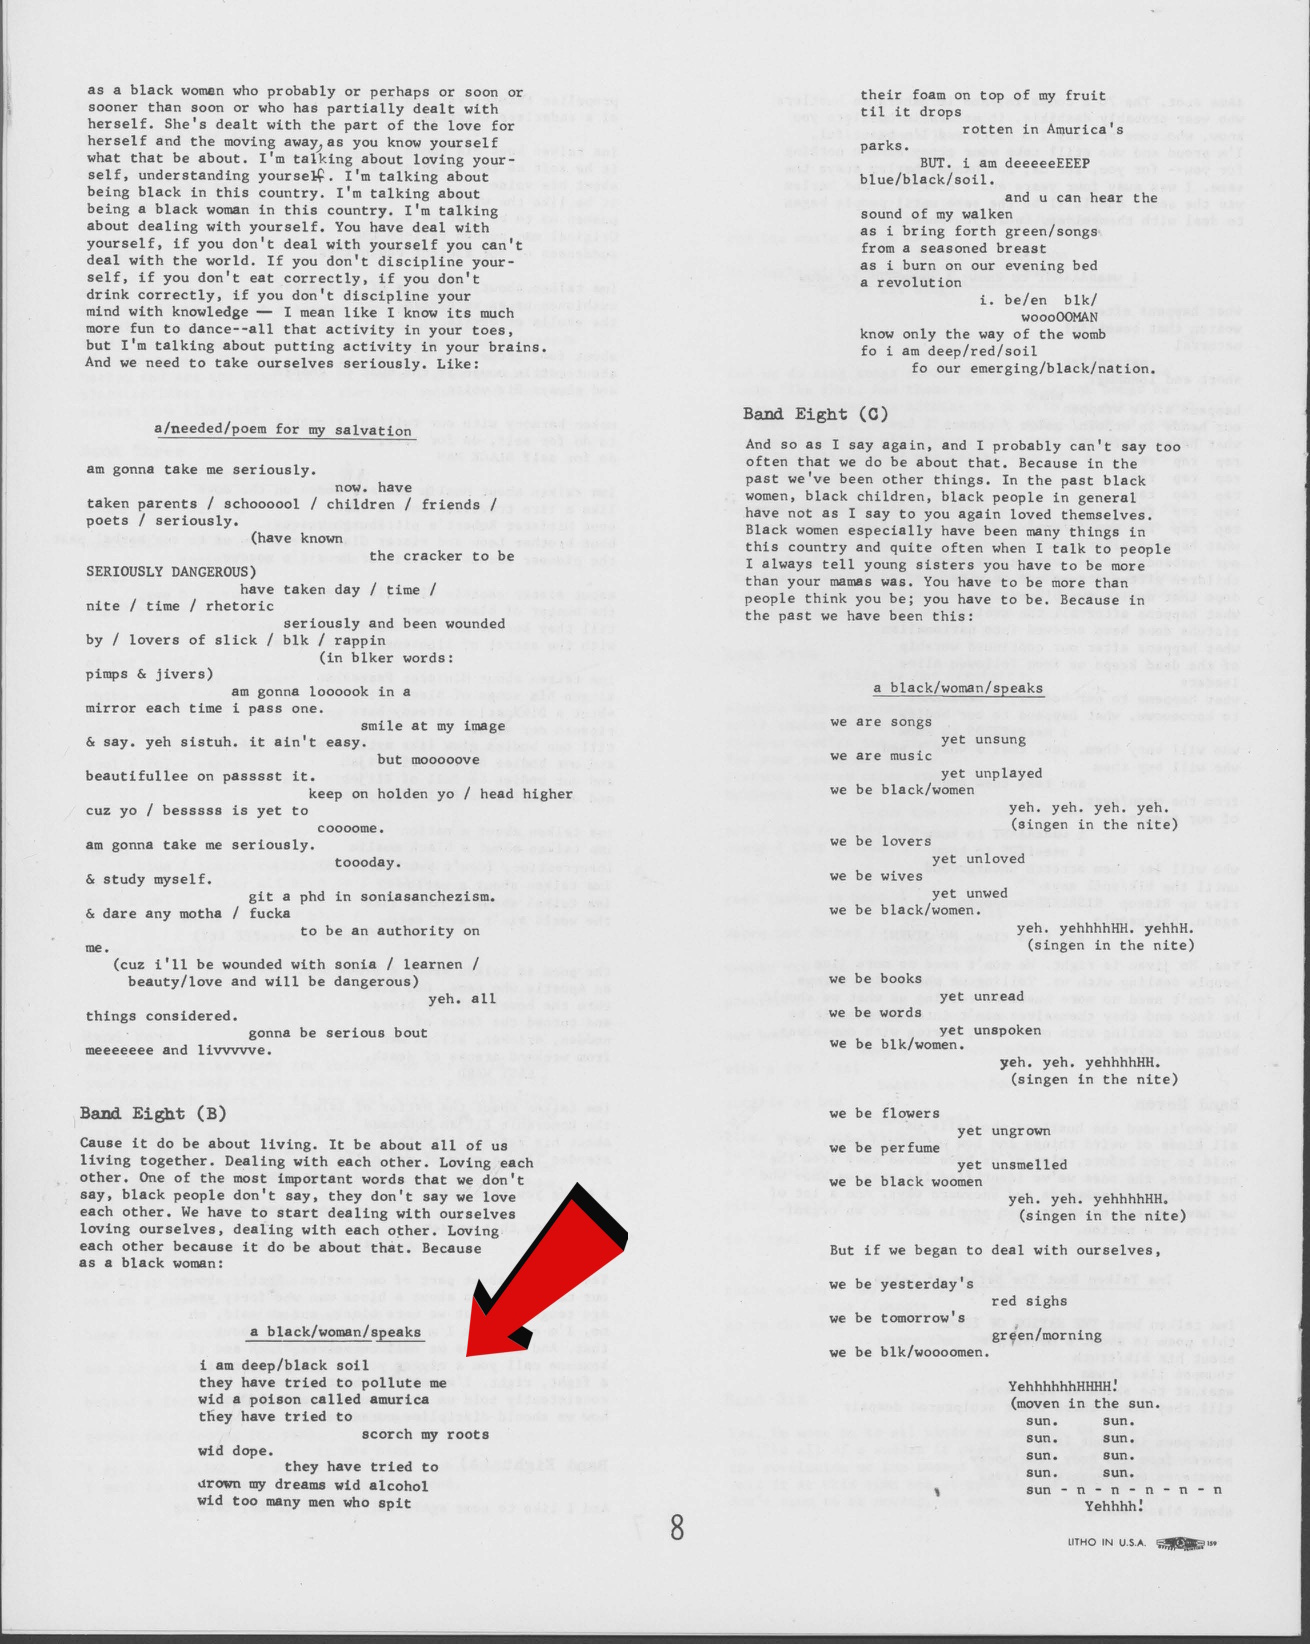 as a black woman who probably or perhaps or soon or
sooner than soon or who has partially dealt with
herself. She's dealt with the part of the love for
herself and the moving away, as you know yourself
what that be about. I'm talking about loving your-
self, understanding yourself. I'm talking about
being black in this country. I'm talking about
being a black woman in this country. I'm talking
about dealing with yourself. You have deal with
yourself, if you don't deal with yourself you can't
deal with the world. If you don't discipline your-
self, if you don't eat correctly, if you don't
drink correctly, if you don't discipline your
mind with knowledge — I mean like I know its much
more fun to dance--all that activity in your toes,
but I'm talking about putting activity in your brains.
And we need to take ourselves seriously. Like:
a/needed/poem for my salvation
am gonna take me seriously.
now. have
taken parents / schoooool / children / friends /
poets / seriously.
(have known
the cracker to be
SERIOUSLY DANGEROUS)
have taken day / time /
nite / time / rhetoric
seriously and been wounded
by / lovers of slick / blk / rappin
(in blker words:
pimps & jivers)
am gonna loooook in a
mirror each time i pass one.
smile at my image
& say. yeh sistuh. it ain't easy.
but mooooove
beautifullee on passsst it.
keep on holden yo / head higher
cuz yo / besssss is yet to
coooome.
am gonna take me seriously.
toooday.
& study myself.
git a phd in soniasanchezism.
& dare any motha / fucka
to be an authority on
me.
(cuz i'll be wounded with sonia / learnen /
beauty/love and will be dangerous)
yeh. all
things considered.
gonna be serious bout
meeeeeee and livvvvve.
Band Eight (B)
Cause it do be about living. It be about all of us
living together. Dealing with each other. Loving each
other. One of the most important words that we don't
say, black people don't say, they don't say we love
each other. We have to start dealing with ourselves
loving ourselves, dealing with each other. Loving
each other because it do be about that. Because
as a black woman:
a black/woman/speaks
i am deep/black soil
they have tried to pollute me
wid a poison called amurica
they have tried to
scorch my roots
wid dope.
they have tried to
drown my dreams wid alcohol
wid too many men who spit
their foam on top of my fruit
til it drops
rotten in Amurica's
parks.
BUT. i am deeeeeEEEP
blue/black/soil.
and u can hear the
sound of my walken
as i bring forth green/songs
from a seasoned breast
as i burn on our evening bed
a revolution
i. be/en blk/
woooOOMAN
know only the way of the womb
fo i am deep/red/soil
fo our emerging/black/nation.
Band Eight (C)
And so as I say again, and I probably can't say too
often that we do be about that. Because in the
past we've been other things. In the past black
women, black children, black people in general
have not as I say to you again loved themselves.
Black women especially have been many things in
this country and quite often when I talk to people
I always tell young sisters you have to be more
than your mamas was. You have to be more than
people think you be; you have to be. Because in
the past we have been this:
a black/woman/speaks
we are songs
yet unsung
we are music
yet unplayed
we be black/women
yeh. yeh. yeh. yeh.
(singen in the nite)
we be lovers
yet unloved
we be wives
yet unwed
we be black/women.
yeh. yehhhhHH. yehhH.
(singen in the nite)
we be books
yet unread
we be words
yet unspoken
we be blk/women.
yeh. yeh. yehhhhHH.
(singen in the nite)
we be flowers
yet ungrown
we be perfume
yet unsmelled
we be black woomen
yeh. yeh. yehhhhHH.
(singen in the nite)
But if we began to deal with ourselves,
we be yesterday's
red sighs
we be tomorrow's
green/morning
we be blk/woooomen.
YehhhhhhHHHH!
(moven in the sun.
sun. sun.
sun. sun.
sun. sun.
sun. sun.
sun - n - n - n - n - n
Yehhhh!
8
LITHO IN U.S.A. 159